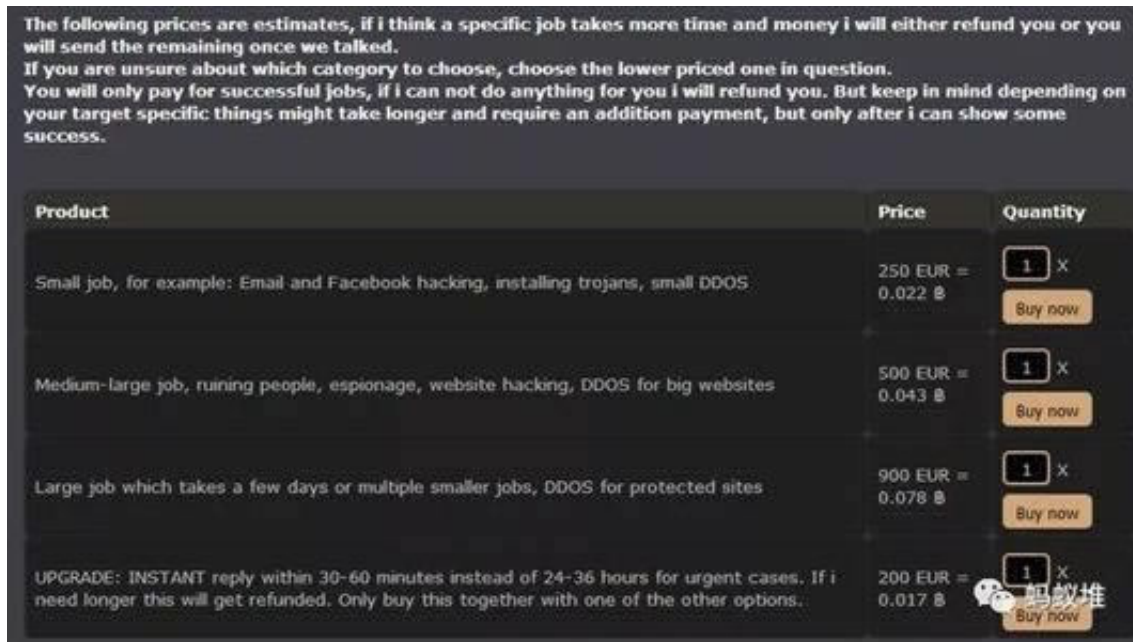 The following prices are estimates, if i think a specific job takes more time and money i will either refund you or you
will send the remaining once we talked.
If you are unsure about which category to choose, choose the lower priced one in question.
You will only pay for successful jobs, if i can not do anything for you i will refund you. But keep in mind depending on
your target specific things might take longer and require an addition payment, but only after i can show some
success.
Product Price Quantity
Small job, for example: Email and Facebook hacking, installing trojans, small DDOS
250 EUR =
0.022 ฿
1 X
Buy now
Medium-large job, ruining people, espionage, website hacking, DDOS for big websites
500 EUR =
0.043 ฿
1 X
Buy now
Large job which takes a few days or multiple smaller jobs, DDOS for protected sites
900 EUR =
0.078 ฿
1 X
Buy now
UPGRADE: INSTANT reply within 30-60 minutes instead of 24-36 hours for urgent cases. If i
need longer this will get refunded. Only buy this together with one of the other options.
200 EUR =
0.017 ฿
1 X
Buy now
蚂蚁堆